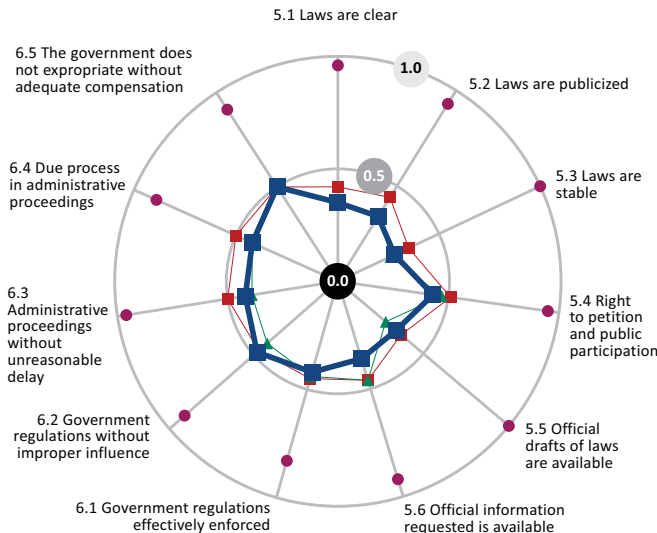 5.1 Laws are clear
1.0
5.2 Laws are publicized
5.3 Laws are
stable
0.5
0.0
5.4 Right
to petition
and public
participation
5.5 Official
drafts of laws
are available
5.6 Official information
requested is available
6.1 Government regulations
effectively enforced
6.2 Government
regulations without
improper influence
6.3
Administrative
proceedings
without
unreasonable
delay
6.4 Due process
in administrative
proceedings
6.5 The government does
not expropriate without
adequate compensation